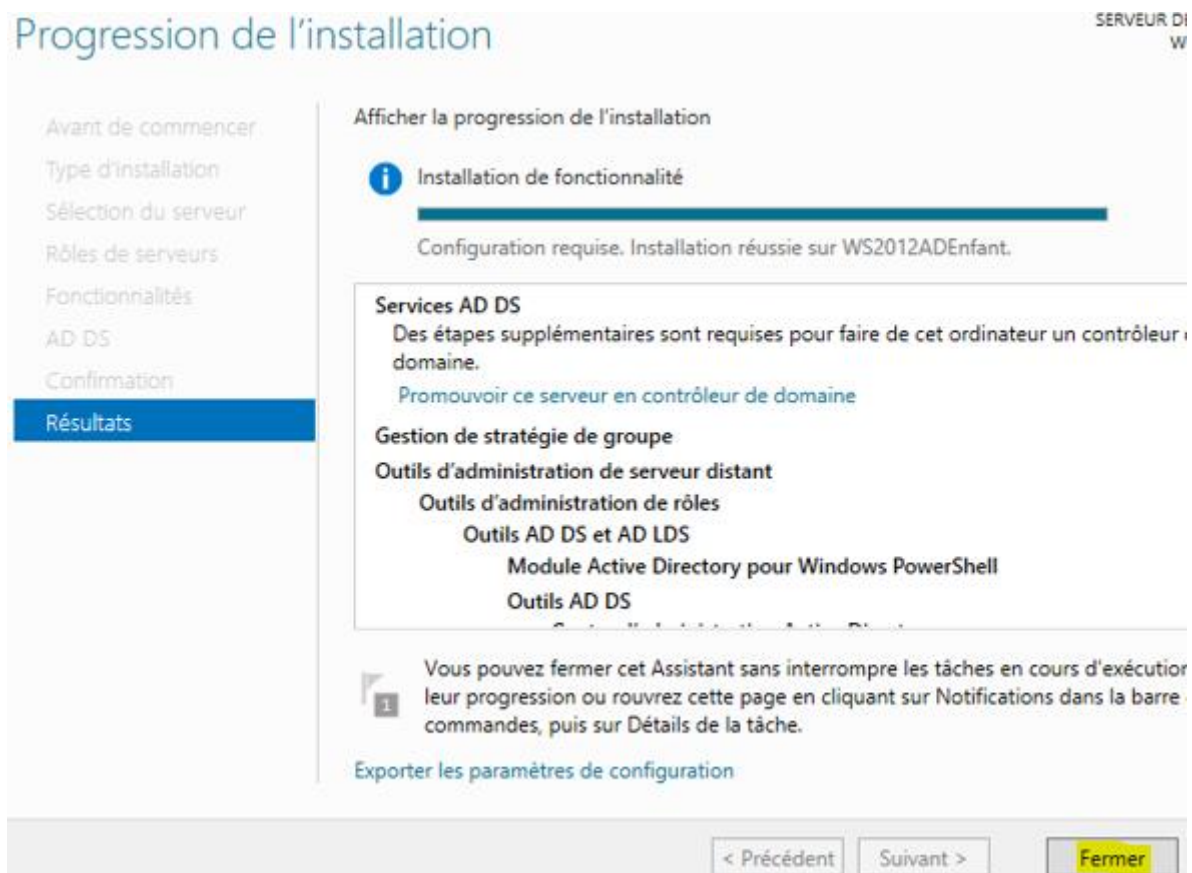 Progression de l'installation
SERVEUR DE
W
Avant de commencer
Type d'installation
Sélection du serveur
Rôles de serveurs
Fonctionnalités
AD DS
Confirmation
Résultats
Afficher la progression de l'installation
Installation de fonctionnalité
Configuration requise. Installation réussie sur WS2012ADEnfant.
Services AD DS
Des étapes supplémentaires sont requises pour faire de cet ordinateur un contrôleur
domaine.
Promouvoir ce serveur en contrôleur de domaine
Gestion de stratégie de groupe
Outils d'administration de serveur distant
Outils d'administration de rôles
Outils AD DS et AD LDS
Module Active Directory pour Windows PowerShell
Outils AD DS
1
Vous pouvez fermer cet Assistant sans interrompre les tâches en cours d'exécution
leur progression ou rouvrez cette page en cliquant sur Notifications dans la barre
commandes, puis sur Détails de la tâche.
Exporter les paramètres de configuration
< Précédent
Suivant >
Fermer